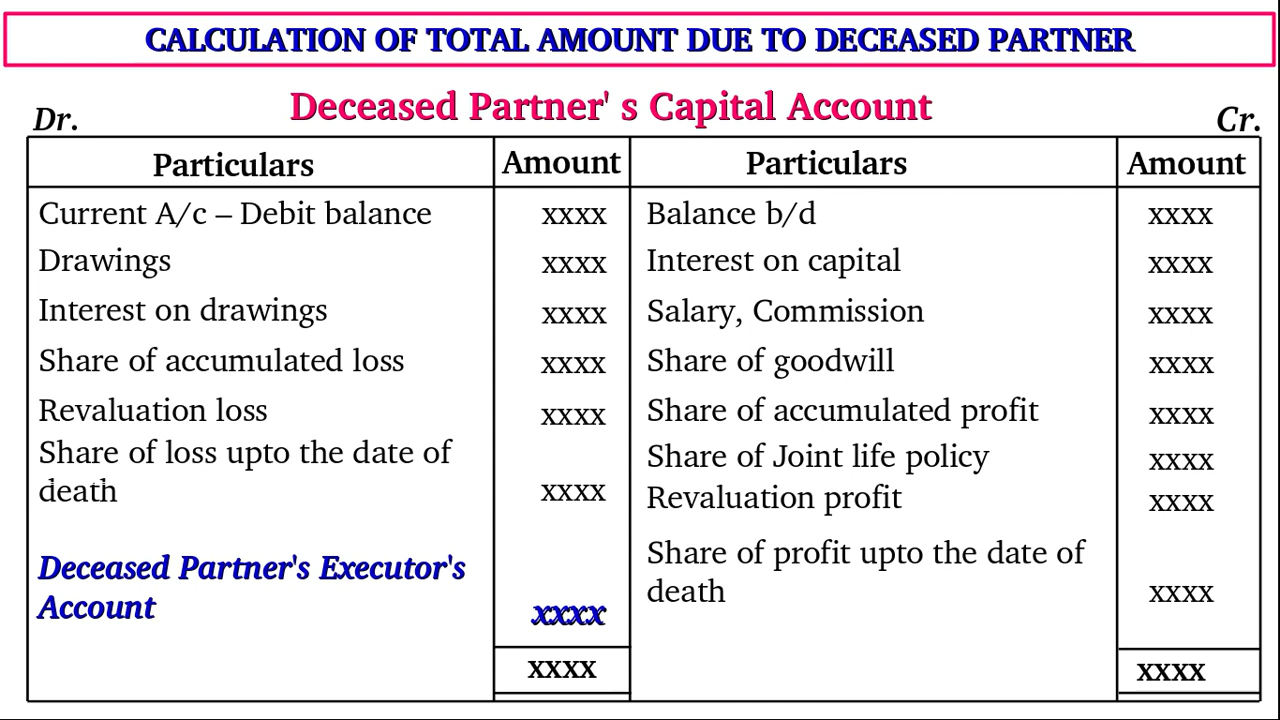 CALCULATION OF TOTAL AMOUNT DUE TO DECEASED PARTNER
Deceased Partner' s Capital Account
Dr. Cr.
Particulars Amount Particulars Amount
Current A/c – Debit balance xxxx Balance b/d xxxx
Drawings xxxx Interest on capital xxxx
Interest on drawings xxxx Salary, Commission xxxx
Share of accumulated loss xxxx Share of goodwill xxxx
Revaluation loss xxxx Share of accumulated profit xxxx
Share of loss upto the date of Share of Joint life policy xxxx
death xxxx Revaluation profit xxxx
Deceased Partner's Executor's Share of profit upto the date of
Account xxxx death xxxx
xxxx xxxx